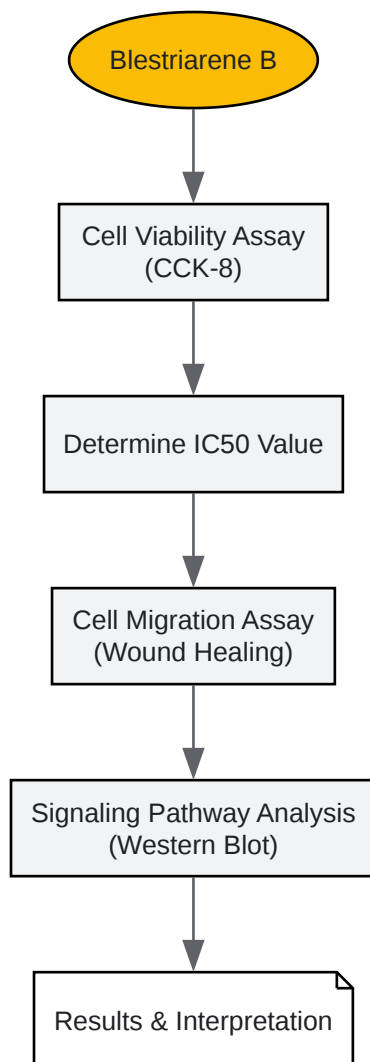 Blestriarene B
Cell Viability Assay
(CCK-8)
Determine IC50 Value
Cell Migration Assay
(Wound Healing)
Signaling Pathway Analysis
(Western Blot)
Results & Interpretation